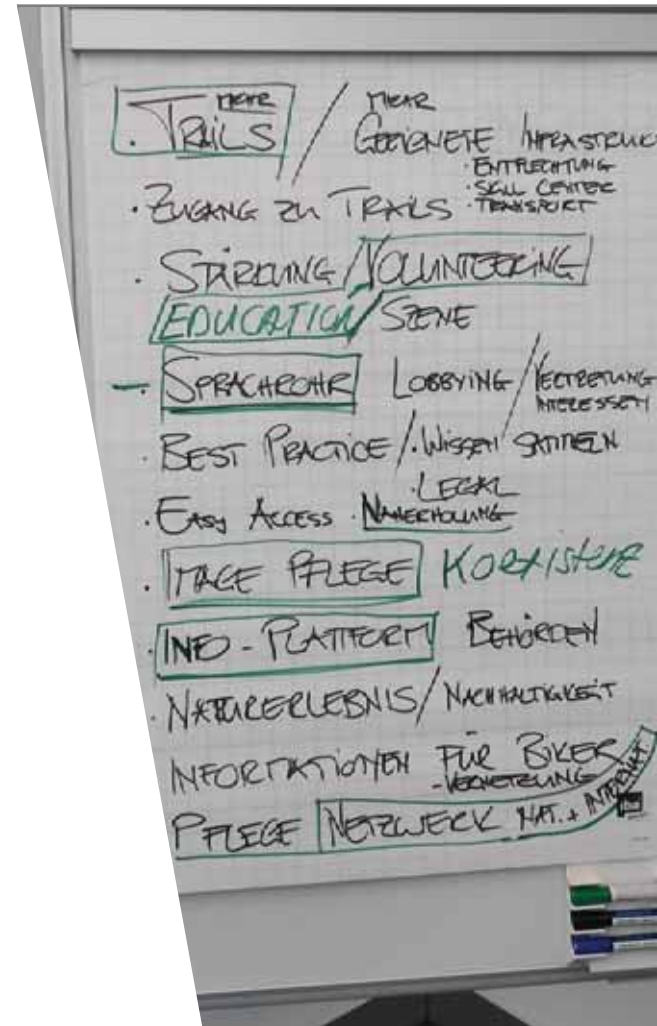 MEHR MEHR
· TRAILS / GEEIGNETE INFRASTRUK
· ENTFLECHTUNG
· SKILL CENTER
· ZUGANG ZU TRAILS · TRANSPORT
· STÄRKUNG / VOLUNTEERING /
EDUCATION / SZENE
- · SPRACHROHR LOBBYING / VERTRETUNG
INTERESSEN
· BEST PRACTICE / · WISSEN SAMMELN
· LEGAL
· EASY ACCESS · NAHERHOLUNG
· IMAGE PFLEGE KOEXISTENZ
· INFO-PLATTFORM BEHÖRDEN
· NATURERLEBNIS / NACHHALTIGKEIT
INFORMATIONEN FÜR BIKER
- VERNETZUNG
PFLEGE NETZWERK NAT. + INTERNAT